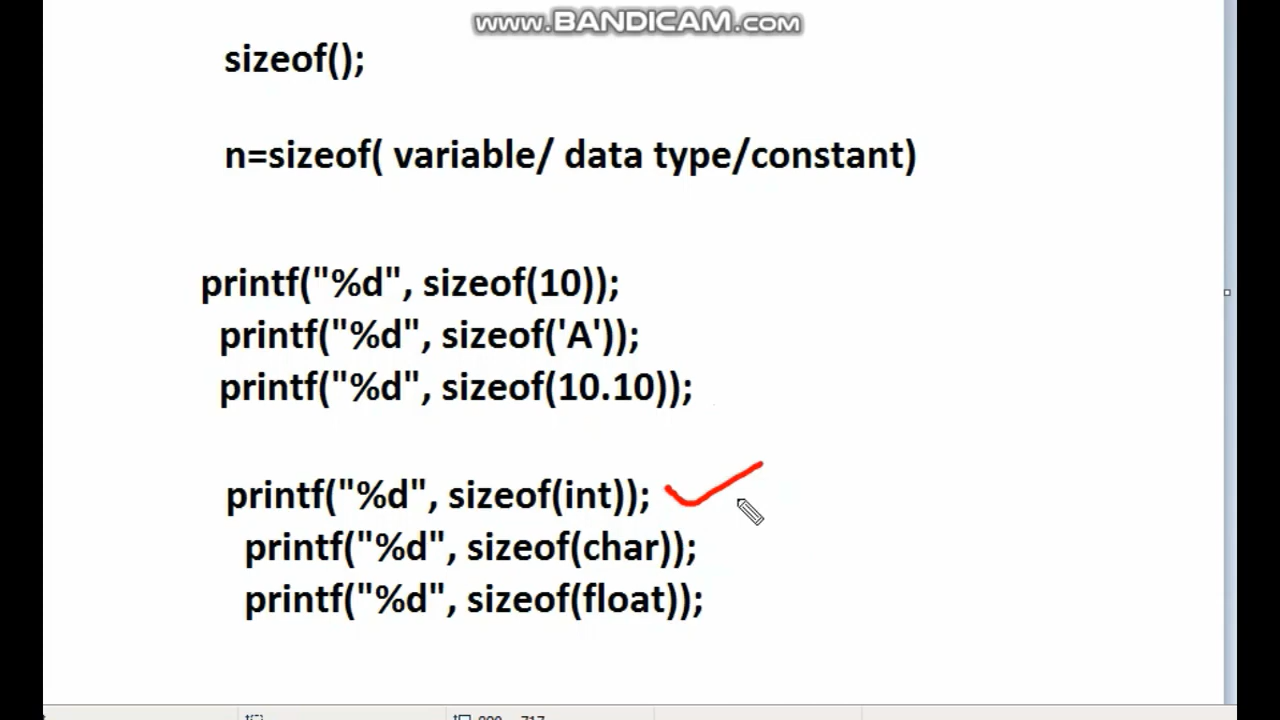 www.BANDICAM.com
sizeof();
n=sizeof( variable/ data type/constant)
printf("%d", sizeof(10));
printf("%d", sizeof('A'));
printf("%d", sizeof(10.10));
printf("%d", sizeof(int));
printf("%d", sizeof(char));
printf("%d", sizeof(float));